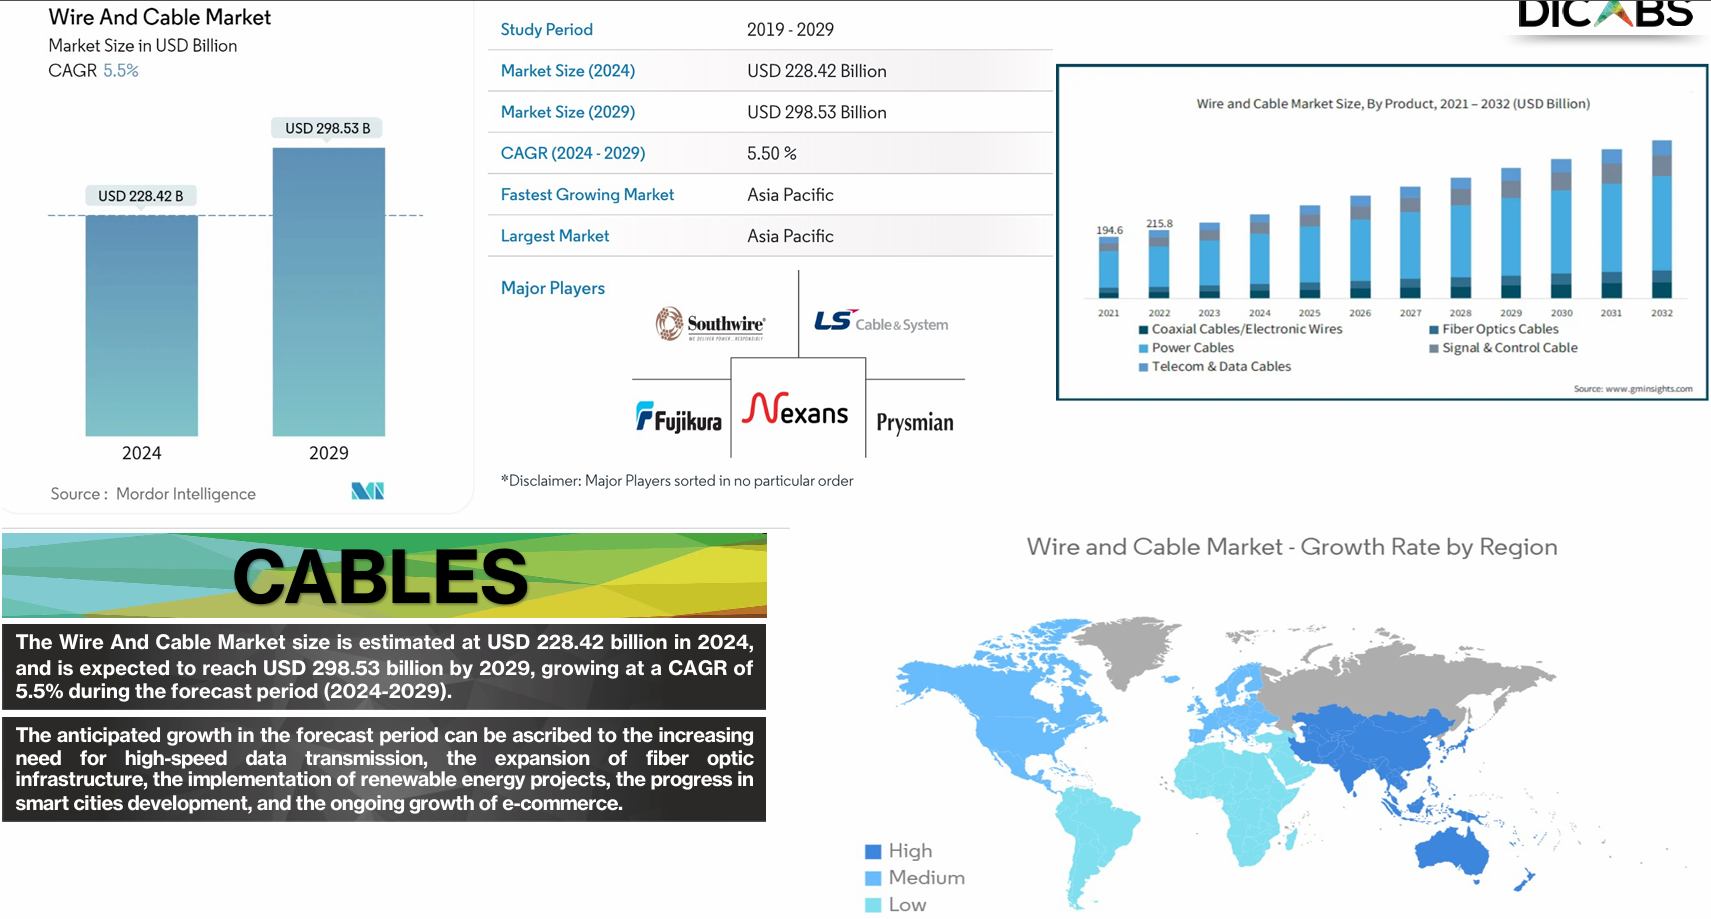 Wire And Cable Market
Market Size in USD Billion
CAGR 5.5%
USD 298.53 B
USD 228.42 B
2024 2029
Source : Mordor Intelligence
Study Period 2019 - 2029
Market Size (2024) USD 228.42 Billion
Market Size (2029) USD 298.53 Billion
CAGR (2024 - 2029) 5.50 %
Fastest Growing Market Asia Pacific
Largest Market Asia Pacific
Major Players
Southwire®
WE DELIVER POWER...RESPONSIBLY
LS Cable & System
Fujikura
Nexans
Prysmian
*Disclaimer: Major Players sorted in no particular order
DICABS
Wire and Cable Market Size, By Product, 2021 – 2032 (USD Billion)
194.6 215.8
2021 2022 2023 2024 2025 2026 2027 2028 2029 2030 2031 2032
Coaxial Cables/Electronic Wires Fiber Optics Cables
Power Cables Signal & Control Cable
Telecom & Data Cables
Source: www.gminsights.com
CABLES
The Wire And Cable Market size is estimated at USD 228.42 billion in 2024,
and is expected to reach USD 298.53 billion by 2029, growing at a CAGR of
5.5% during the forecast period (2024-2029).
The anticipated growth in the forecast period can be ascribed to the increasing
need for high-speed data transmission, the expansion of fiber optic
infrastructure, the implementation of renewable energy projects, the progress in
smart cities development, and the ongoing growth of e-commerce.
Wire and Cable Market - Growth Rate by Region
High
Medium
Low